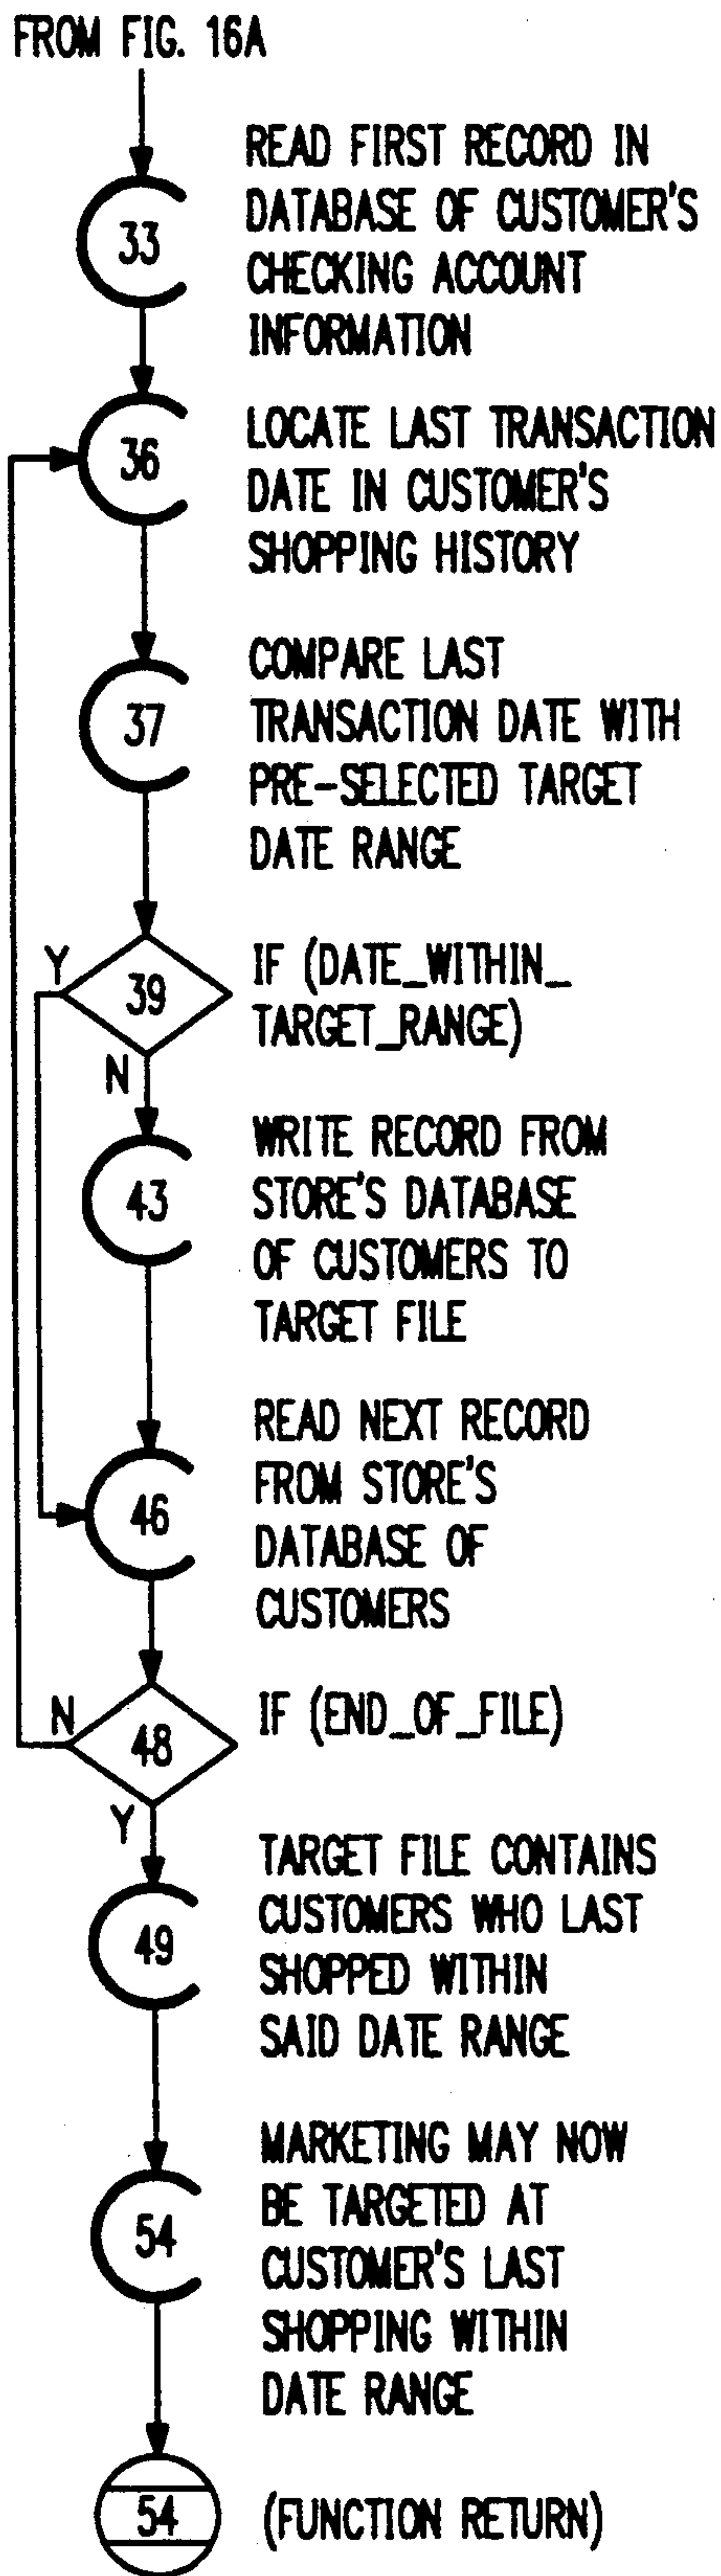 FROM FIG. 16A
33
READ FIRST RECORD IN
DATABASE OF CUSTOMER'S
CHECKING ACCOUNT
INFORMATION
36
LOCATE LAST TRANSACTION
DATE IN CUSTOMER'S
SHOPPING HISTORY
37
COMPARE LAST
TRANSACTION DATE WITH
PRE-SELECTED TARGET
DATE RANGE
Y
39
N
IF (DATE_WITHIN_
TARGET_RANGE)
43
WRITE RECORD FROM
STORE'S DATABASE
OF CUSTOMERS TO
TARGET FILE
46
READ NEXT RECORD
FROM STORE'S
DATABASE OF
CUSTOMERS
N
48
Y
IF (END_OF_FILE)
49
TARGET FILE CONTAINS
CUSTOMERS WHO LAST
SHOPPED WITHIN
SAID DATE RANGE
54
MARKETING MAY NOW
BE TARGETED AT
CUSTOMER'S LAST
SHOPPING WITHIN
DATE RANGE
54
(FUNCTION RETURN)